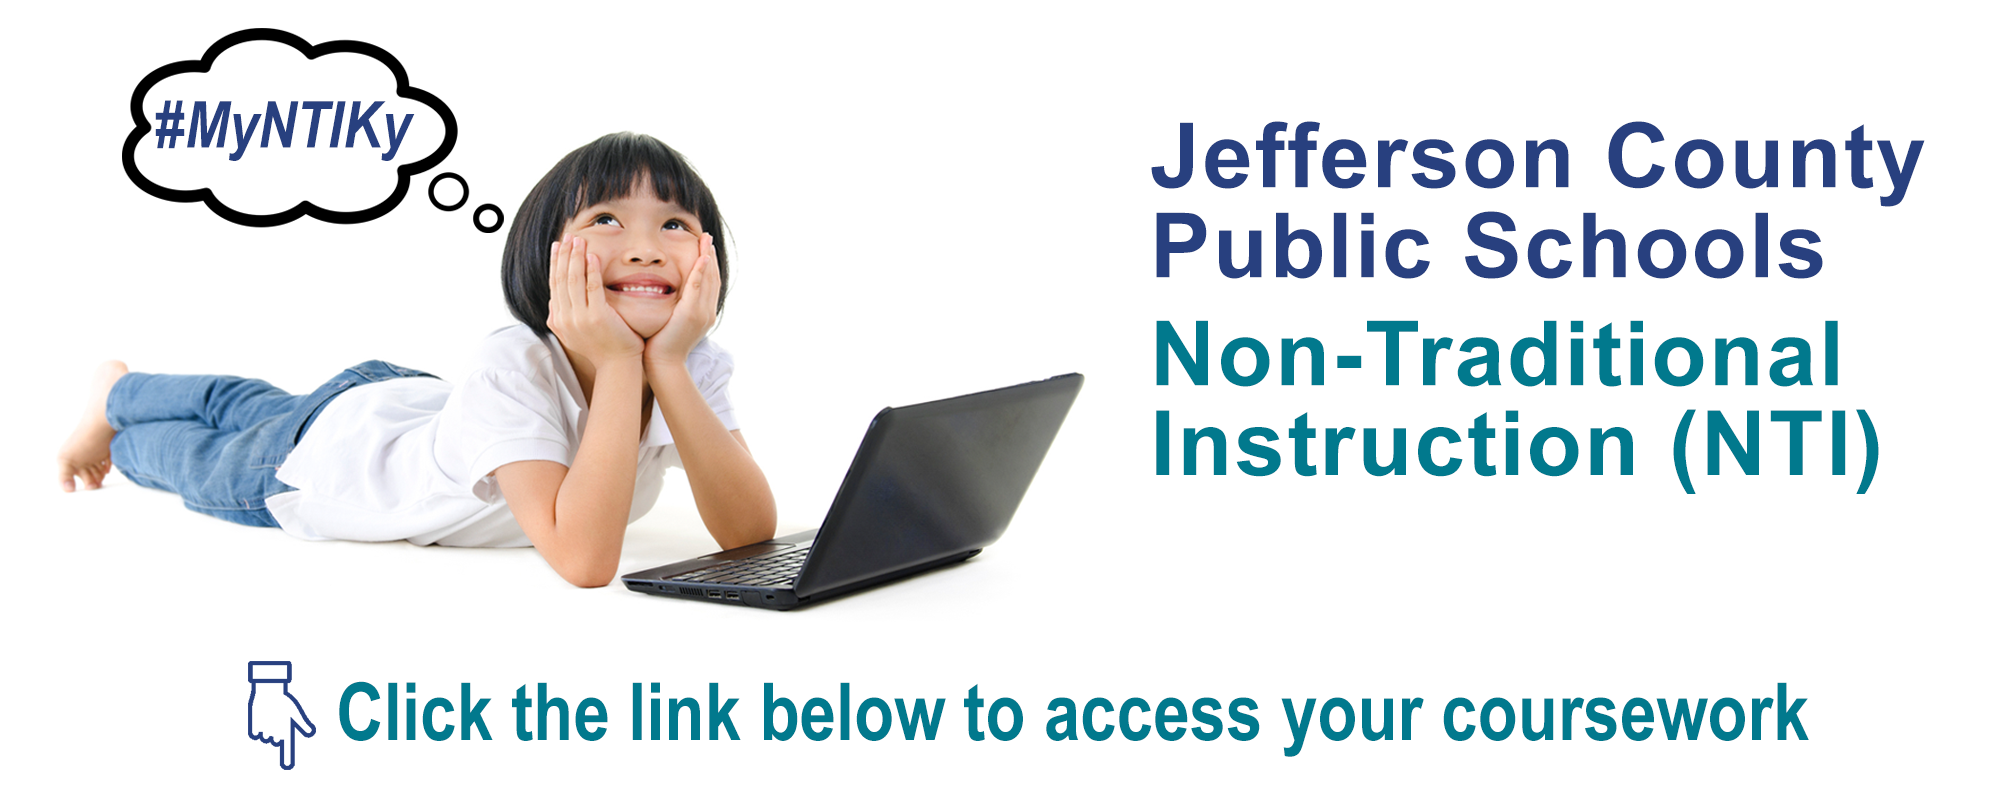 #MyNTIKy
Jefferson County
Public Schools
Non-Traditional
Instruction (NTI)
Click the link below to access your coursework